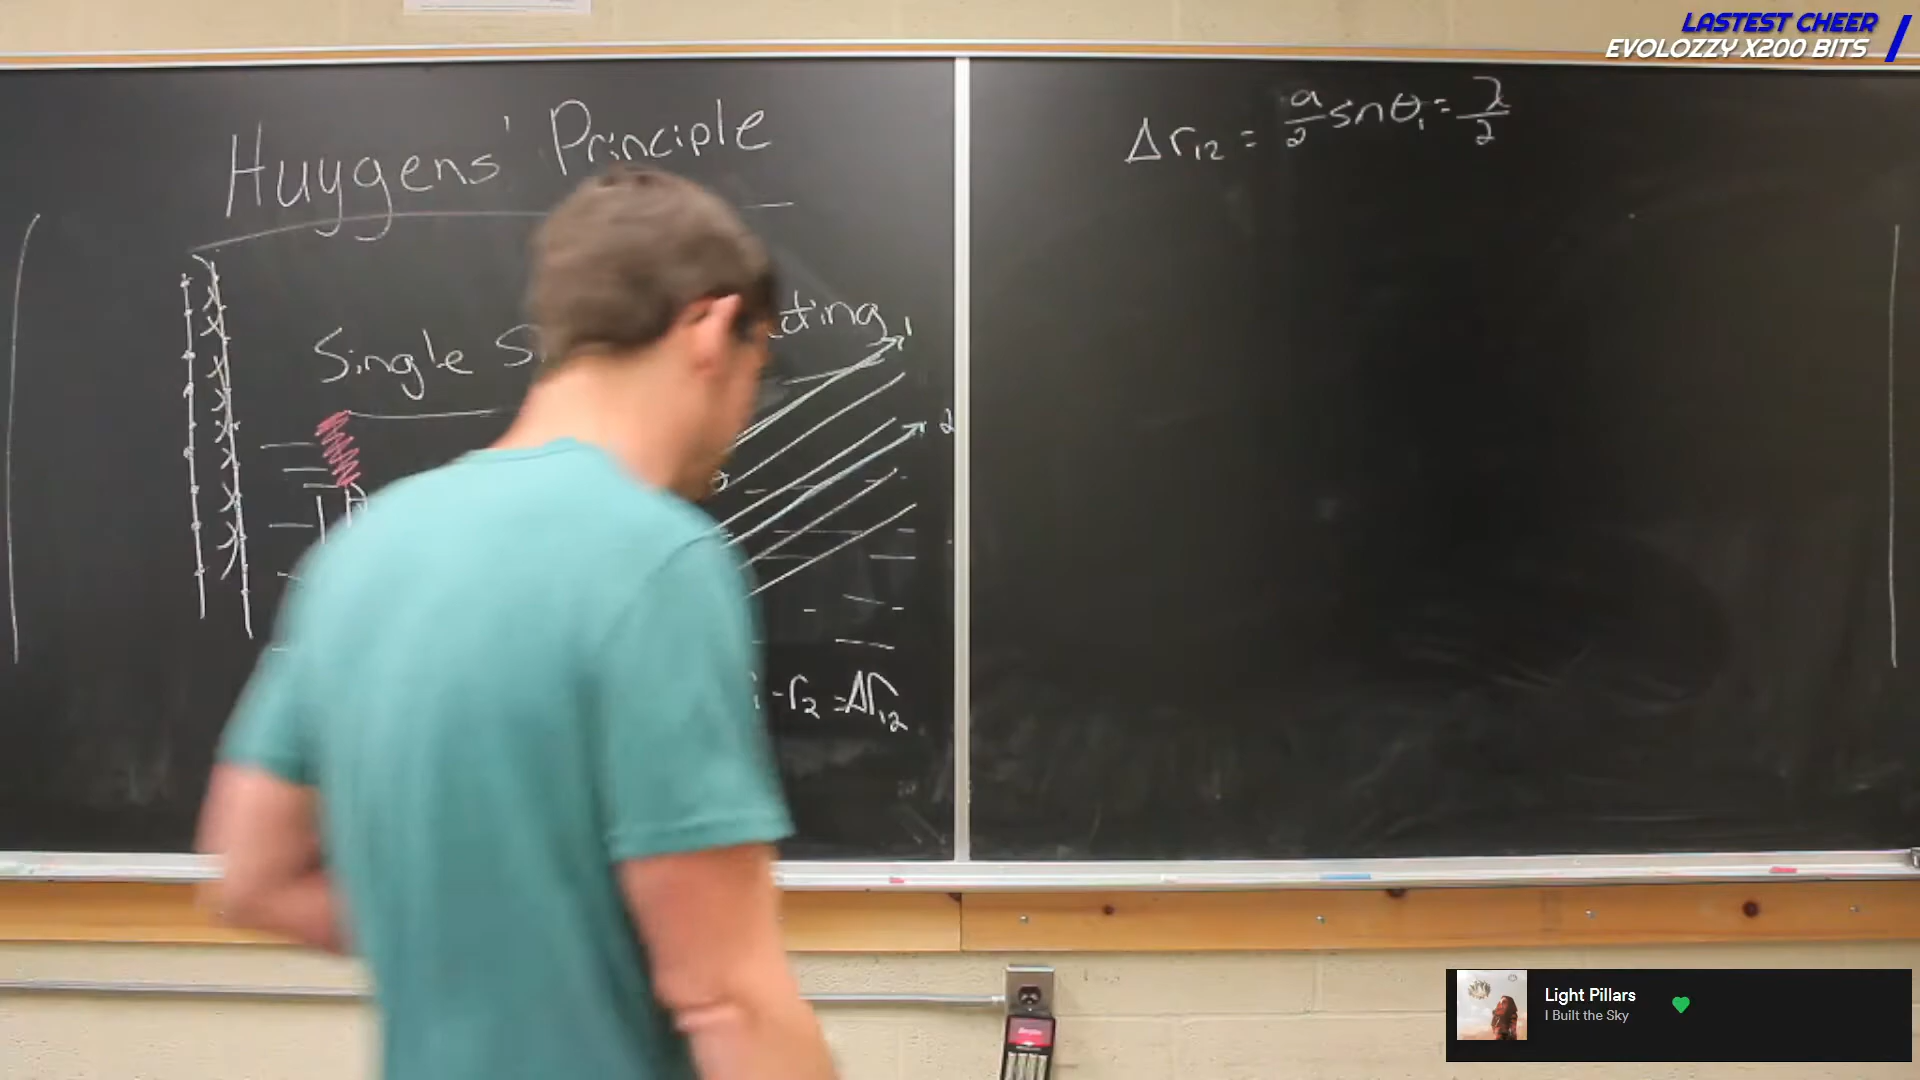 LASTEST CHEER
EVOLOZZY X200 BITS
Huygens' Principle
Single S
ting
1
2
r₁ - r₂ = Δr₁₂
Δr₁₂ = a/2 sin θ₁ = λ/2
Light Pillars
I Built the Sky